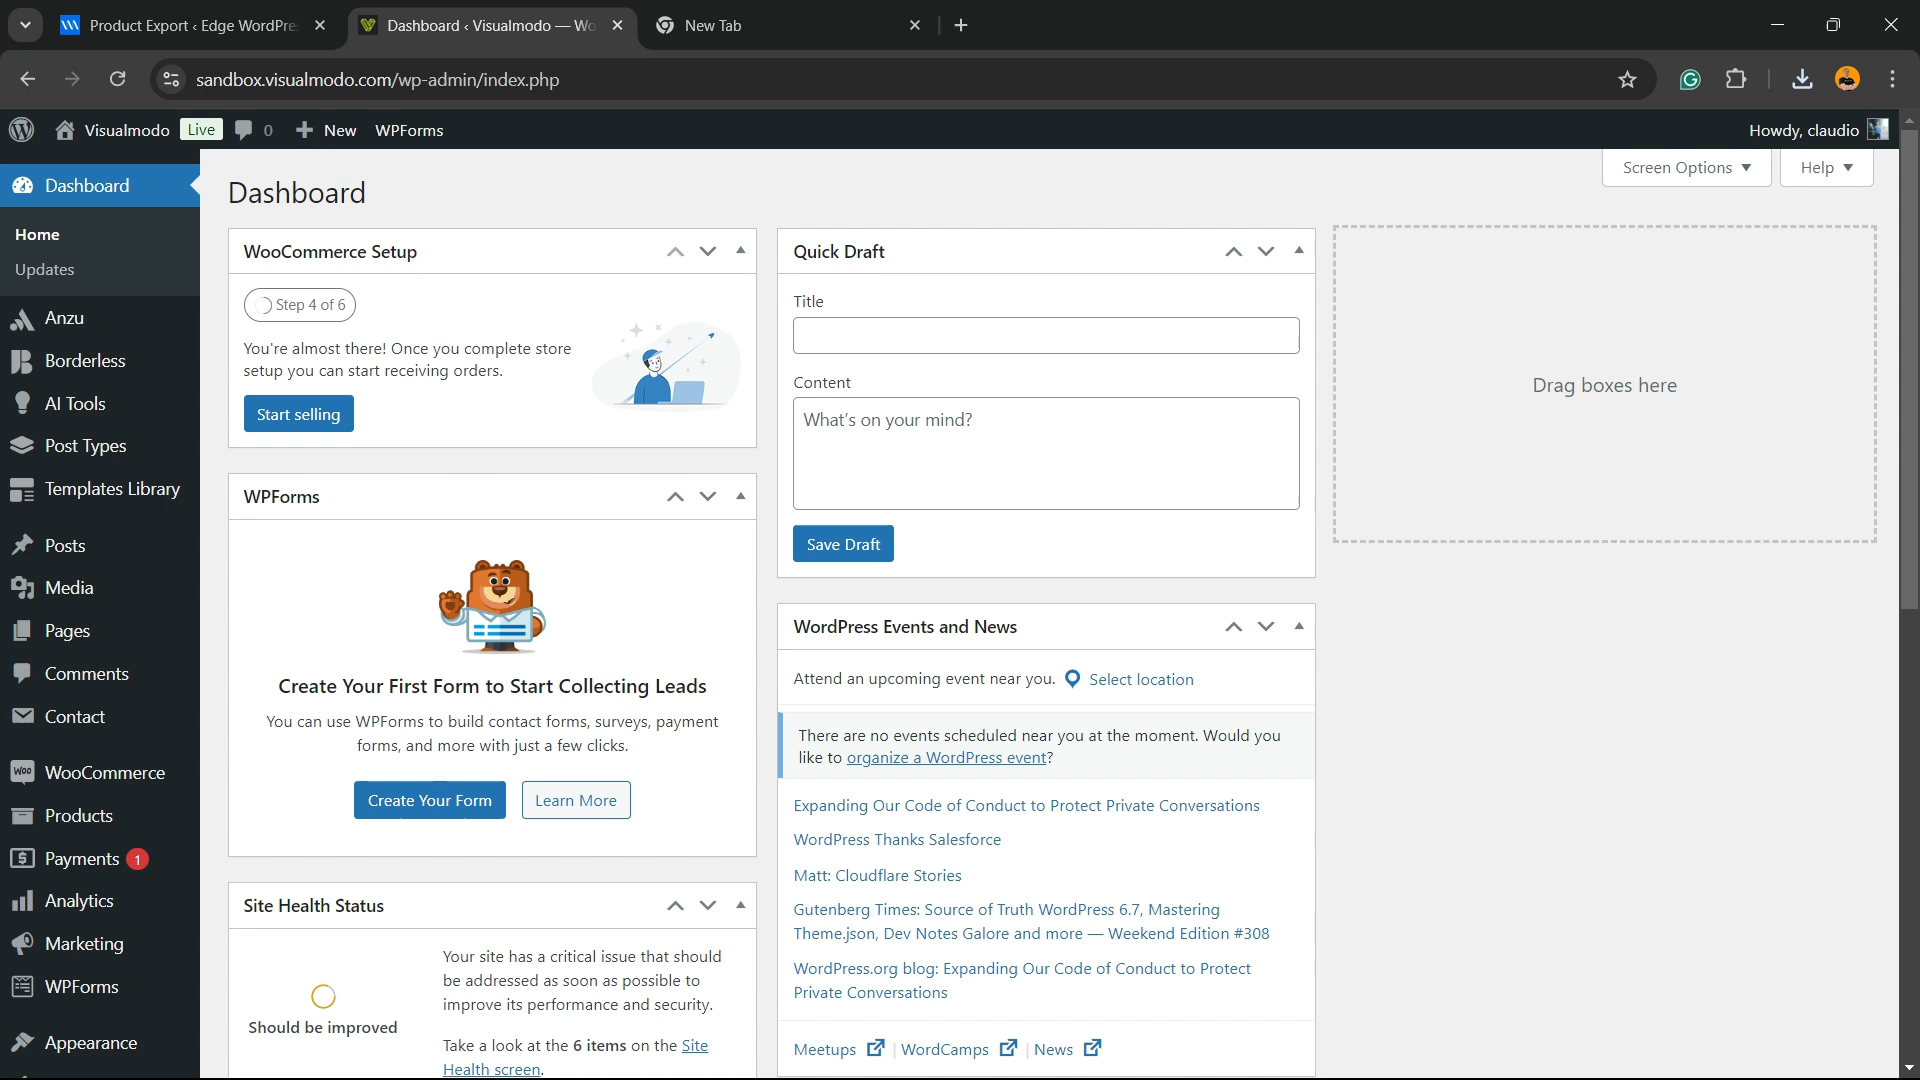 Product Export ‹ Edge WordPre
Dashboard ‹ Visualmodo — Wo
New Tab
sandbox.visualmodo.com/wp-admin/index.php
Visualmodo
Live
0
New
WPForms
Howdy, claudio
Dashboard
Home
Updates
Anzu
Borderless
AI Tools
Post Types
Templates Library
Posts
Media
Pages
Comments
Contact
Woo
WooCommerce
Products
Payments
1
Analytics
Marketing
WPForms
Appearance
Screen Options
Help
Dashboard
WooCommerce Setup
Step 4 of 6
You're almost there! Once you complete store
setup you can start receiving orders.
Start selling
WPForms
Create Your First Form to Start Collecting Leads
You can use WPForms to build contact forms, surveys, payment
forms, and more with just a few clicks.
Create Your Form
Learn More
Site Health Status
Should be improved
Your site has a critical issue that should
be addressed as soon as possible to
improve its performance and security.
Take a look at the 6 items on the Site
Health screen.
Quick Draft
Title
Content
What's on your mind?
Save Draft
WordPress Events and News
Attend an upcoming event near you.
Select location
There are no events scheduled near you at the moment. Would you
like to organize a WordPress event?
Expanding Our Code of Conduct to Protect Private Conversations
WordPress Thanks Salesforce
Matt: Cloudflare Stories
Gutenberg Times: Source of Truth WordPress 6.7, Mastering
Theme.json, Dev Notes Galore and more — Weekend Edition #308
WordPress.org blog: Expanding Our Code of Conduct to Protect
Private Conversations
Meetups
WordCamps
News
Drag boxes here